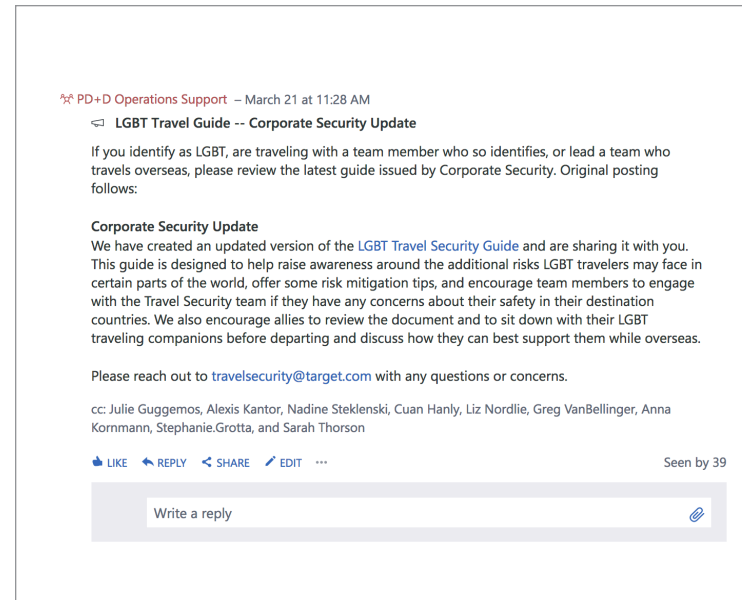 PD+D Operations Support – March 21 at 11:28 AM
LGBT Travel Guide -- Corporate Security Update
If you identify as LGBT, are traveling with a team member who so identifies, or lead a team who
travels overseas, please review the latest guide issued by Corporate Security. Original posting
follows:
Corporate Security Update
We have created an updated version of the LGBT Travel Security Guide and are sharing it with you.
This guide is designed to help raise awareness around the additional risks LGBT travelers may face in
certain parts of the world, offer some risk mitigation tips, and encourage team members to engage
with the Travel Security team if they have any concerns about their safety in their destination
countries. We also encourage allies to review the document and to sit down with their LGBT
traveling companions before departing and discuss how they can best support them while overseas.
Please reach out to travelsecurity@target.com with any questions or concerns.
cc: Julie Guggemos, Alexis Kantor, Nadine Steklenski, Cuan Hanly, Liz Nordlie, Greg VanBellinger, Anna
Kornmann, Stephanie.Grotta, and Sarah Thorson
LIKE REPLY SHARE EDIT ••• Seen by 39
Write a reply